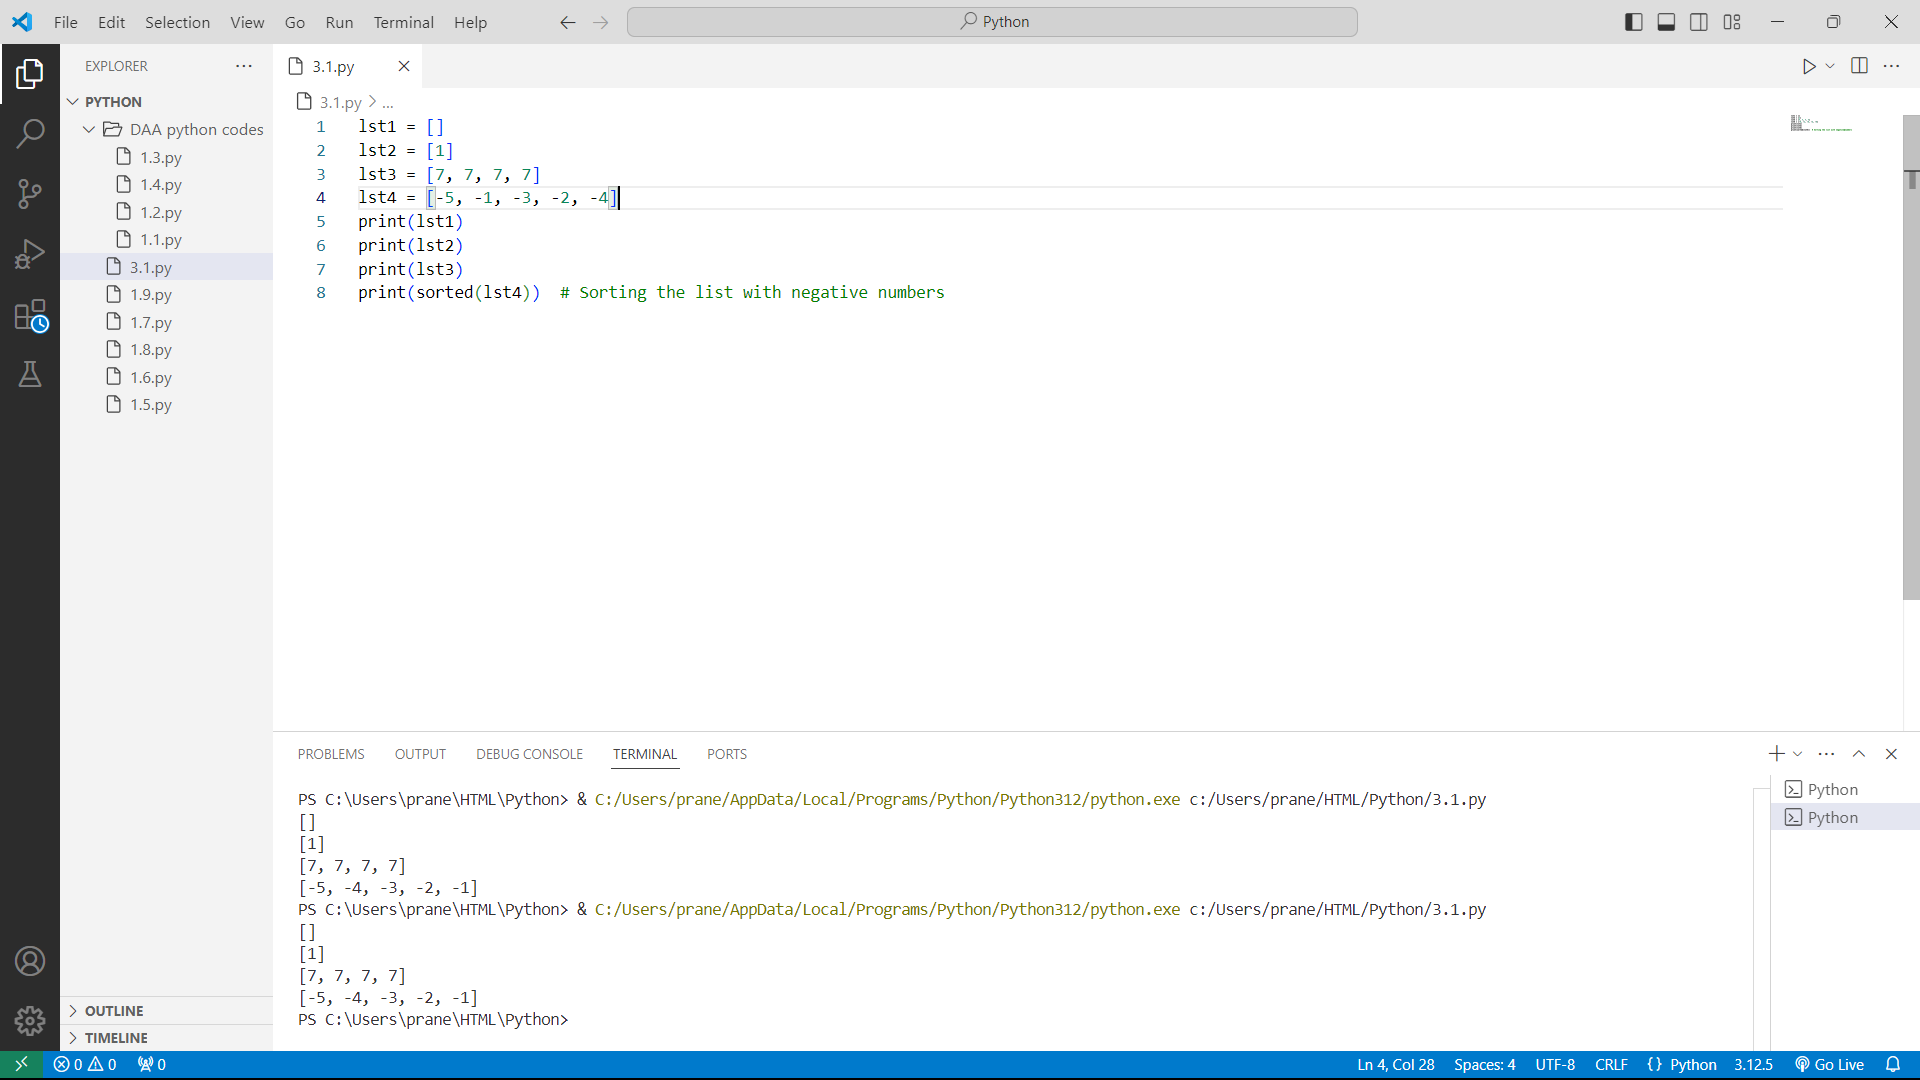 File Edit Selection View Go Run Terminal Help
Python
EXPLORER
PYTHON
DAA python codes
1.3.py
1.4.py
1.2.py
1.1.py
3.1.py
1.9.py
1.7.py
1.8.py
1.6.py
1.5.py
OUTLINE
TIMELINE
3.1.py
3.1.py > ...
1 lst1 = []
2 lst2 = [1]
3 lst3 = [7, 7, 7, 7]
4 lst4 = [-5, -1, -3, -2, -4]
5 print(lst1)
6 print(lst2)
7 print(lst3)
8 print(sorted(lst4))  # Sorting the list with negative numbers
PROBLEMS OUTPUT DEBUG CONSOLE TERMINAL PORTS
PS C:\Users\prane\HTML\Python> & C:/Users/prane/AppData/Local/Programs/Python/Python312/python.exe c:/Users/prane/HTML/Python/3.1.py
[]
[1]
[7, 7, 7, 7]
[-5, -4, -3, -2, -1]
PS C:\Users\prane\HTML\Python> & C:/Users/prane/AppData/Local/Programs/Python/Python312/python.exe c:/Users/prane/HTML/Python/3.1.py
[]
[1]
[7, 7, 7, 7]
[-5, -4, -3, -2, -1]
PS C:\Users\prane\HTML\Python>
Python
Python
0 0 0 Ln 4, Col 28 Spaces: 4 UTF-8 CRLF {} Python 3.12.5 Go Live